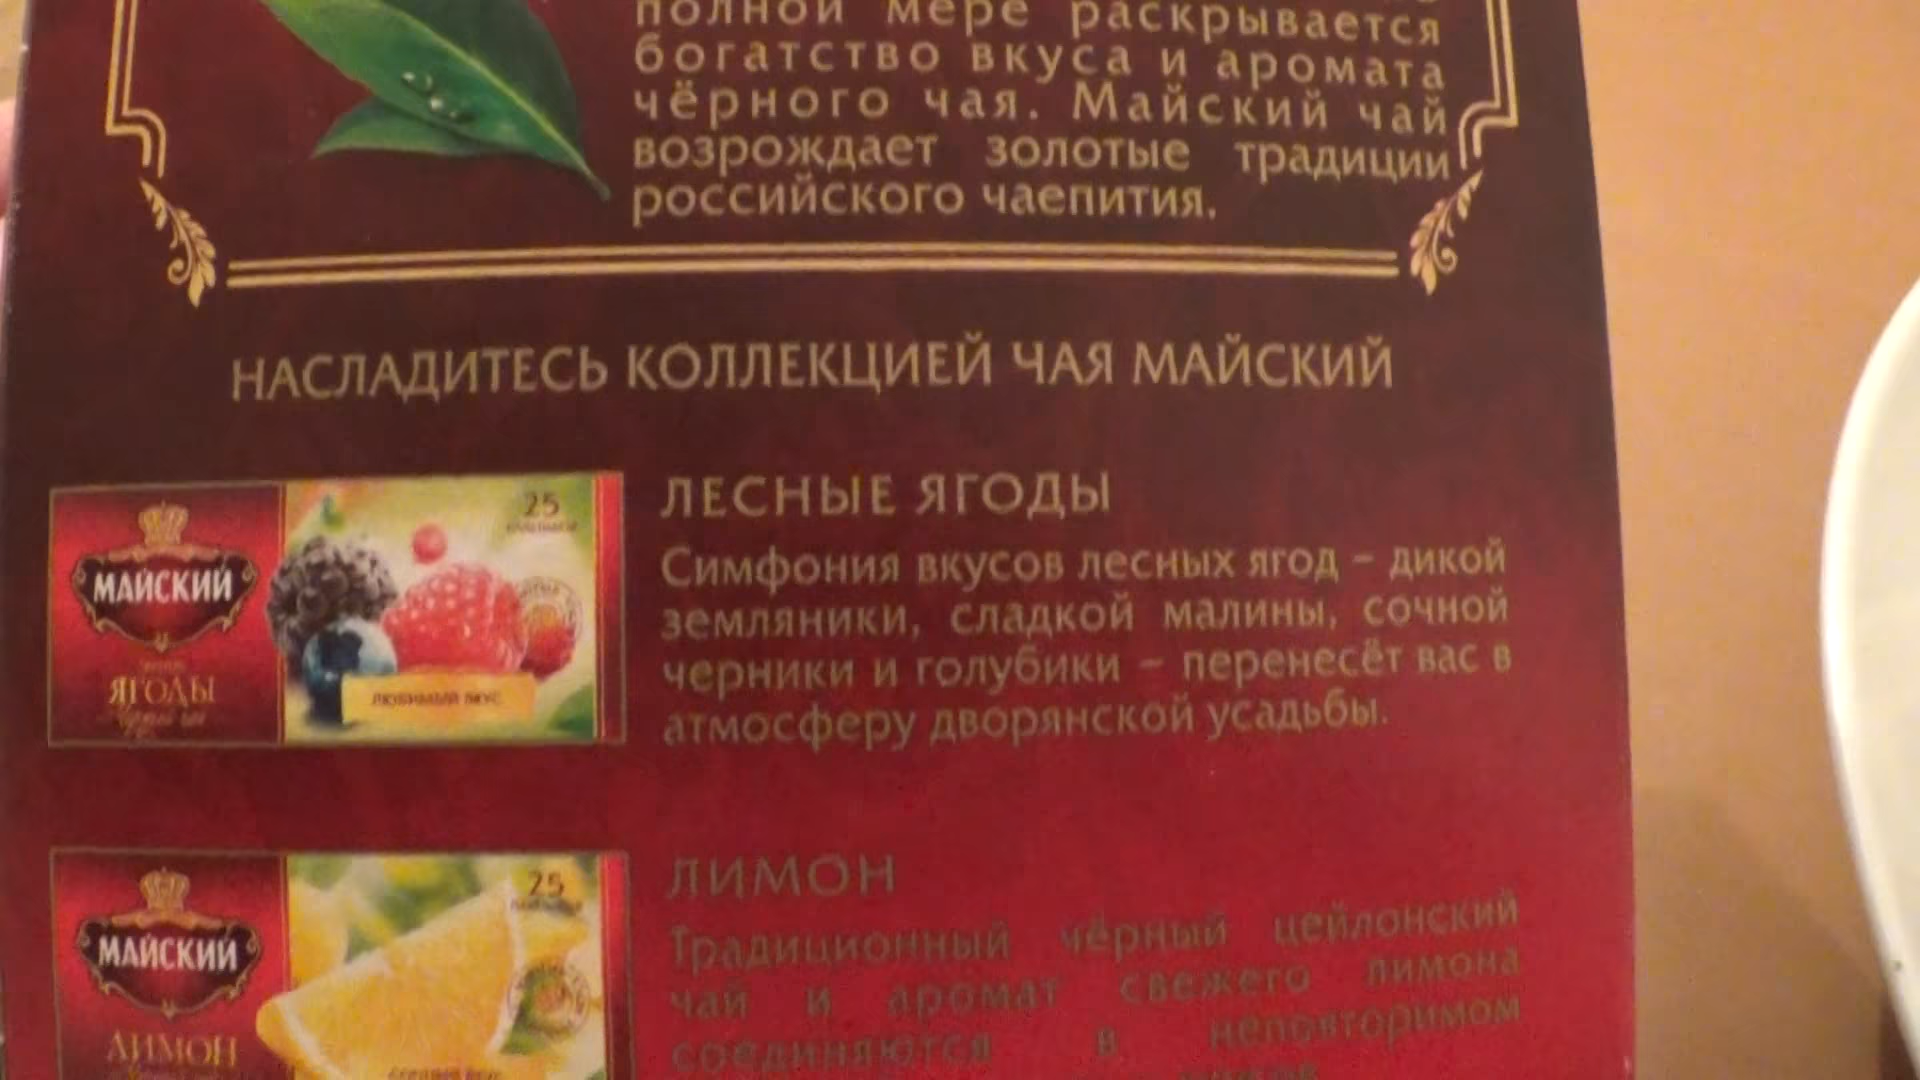 полной мере раскрывается
богатство вкуса и аромата
чёрного чая. Майский чай
возрождает золотые традиции
российского чаепития.
НАСЛАДИТЕСЬ КОЛЛЕКЦИЕЙ ЧАЯ МАЙСКИЙ
25
МАЙСКИЙ
ЯГОДЫ
ЛЮБИМЫЙ ВКУС
ЛЕСНЫЕ ЯГОДЫ
Симфония вкусов лесных ягод – дикой
земляники, сладкой малины, сочной
черники и голубики – перенесёт вас в
атмосферу дворянской усадьбы.
25
МАЙСКИЙ
ЛИМОН
ЛИМОН
Традиционный чёрный цейлонский
чай и аромат свежего лимона
соединяются в неповторимом